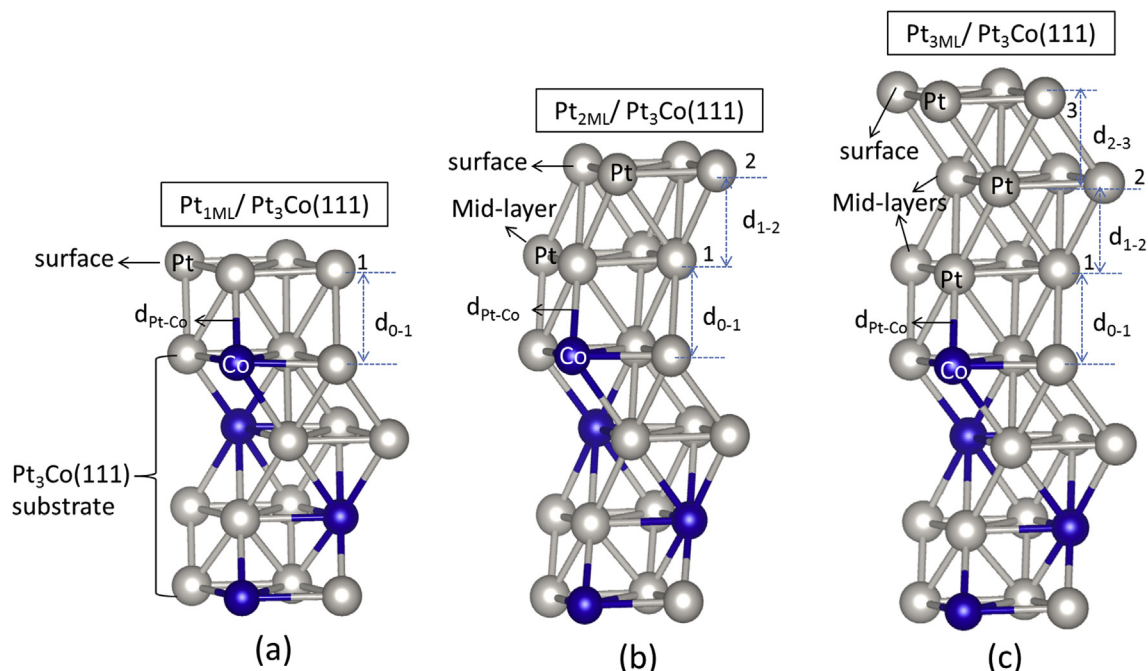 Pt1ML/ Pt3Co(111)
surface
Pt
1
dPt-Co
d0-1
Co
Pt3Co(111)
substrate
(a)
Pt2ML/ Pt3Co(111)
surface
Pt
2
Mid-layer
d1-2
Pt
1
dPt-Co
d0-1
Co
(b)
Pt3ML/ Pt3Co(111)
Pt
3
d2-3
surface
Pt
2
Mid-layers
d1-2
Pt
1
dPt-Co
d0-1
Co
(c)